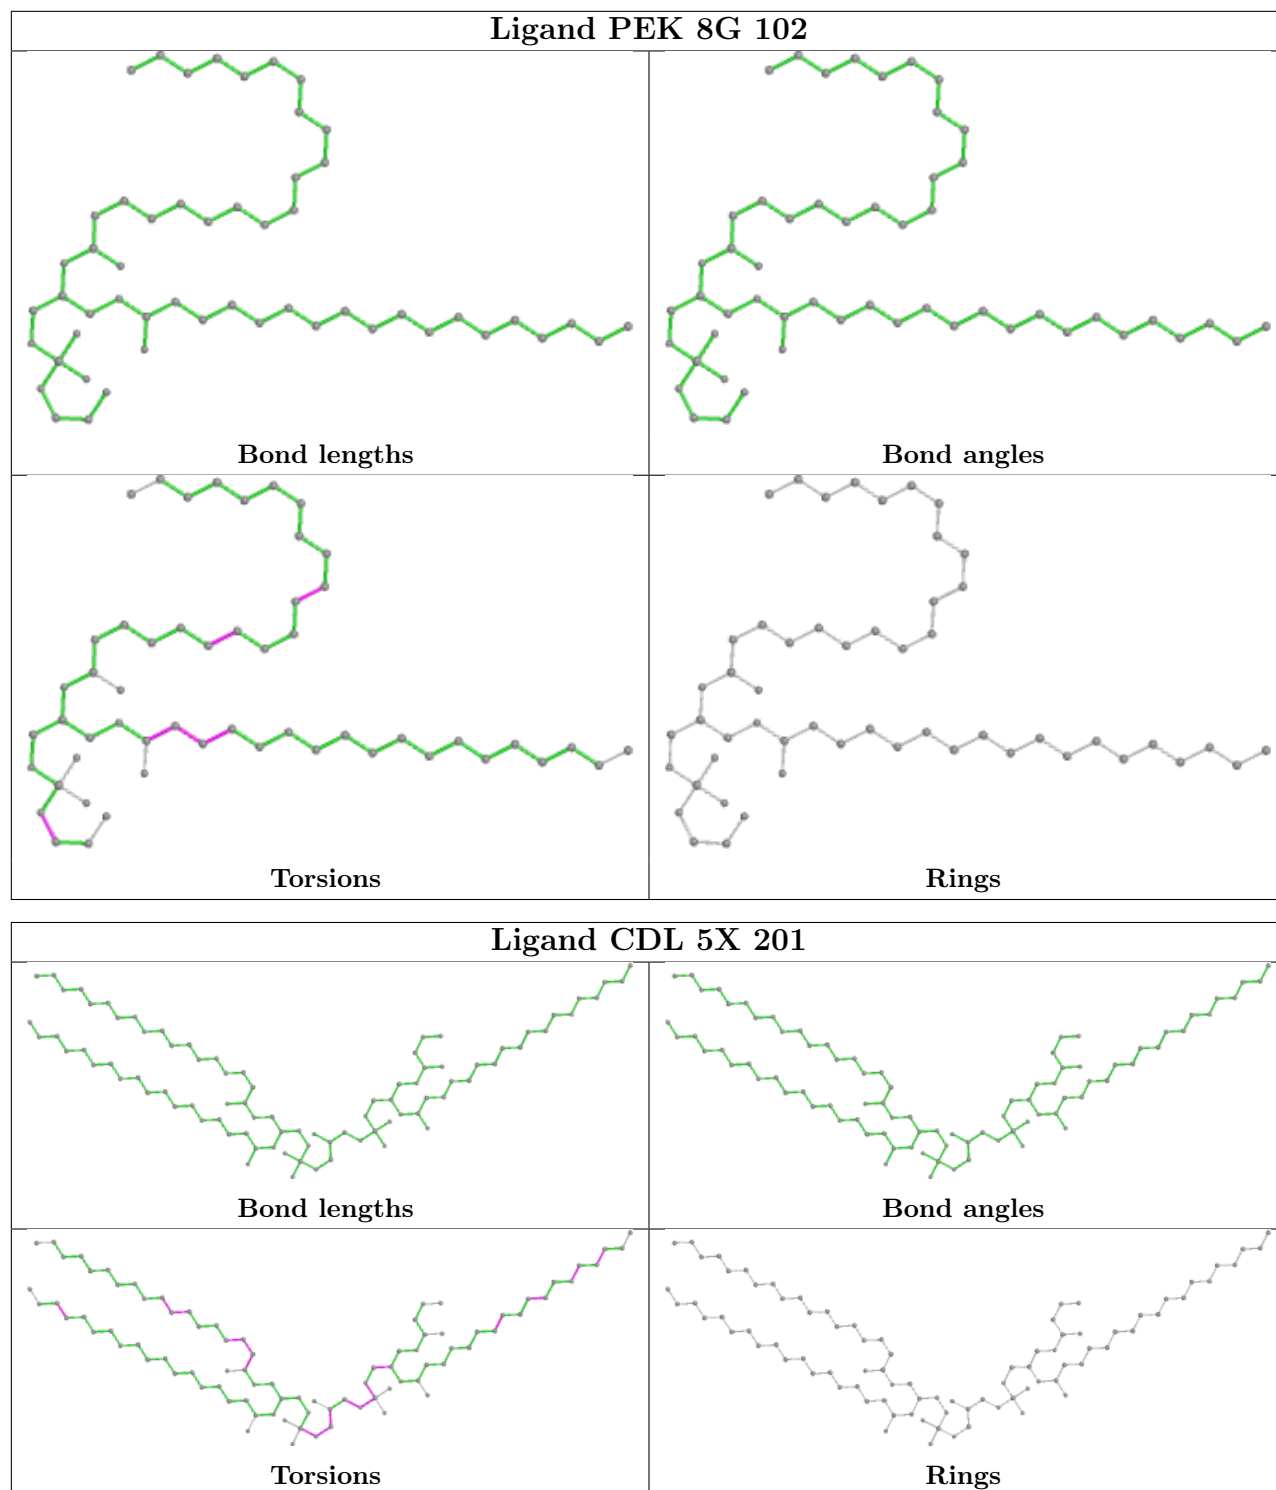 Ligand PEK 8G 102
Bond lengths
Bond angles
Torsions
Rings
Ligand CDL 5X 201
Bond lengths
Bond angles
Torsions
Rings